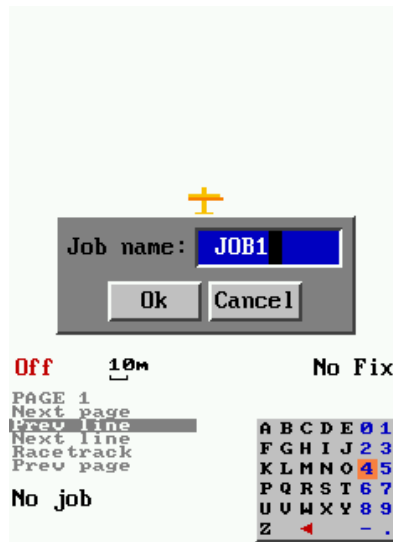 Job name: JOB1
Ok Cancel
Off 10m No Fix
PAGE 1
Next page
Prev line
Next line
Racetrack
Prev page
No job
A B C D E 0 1
F G H I J 2 3
K L M N O 4 5
P Q R S T 6 7
U V W X Y 8 9
Z - .